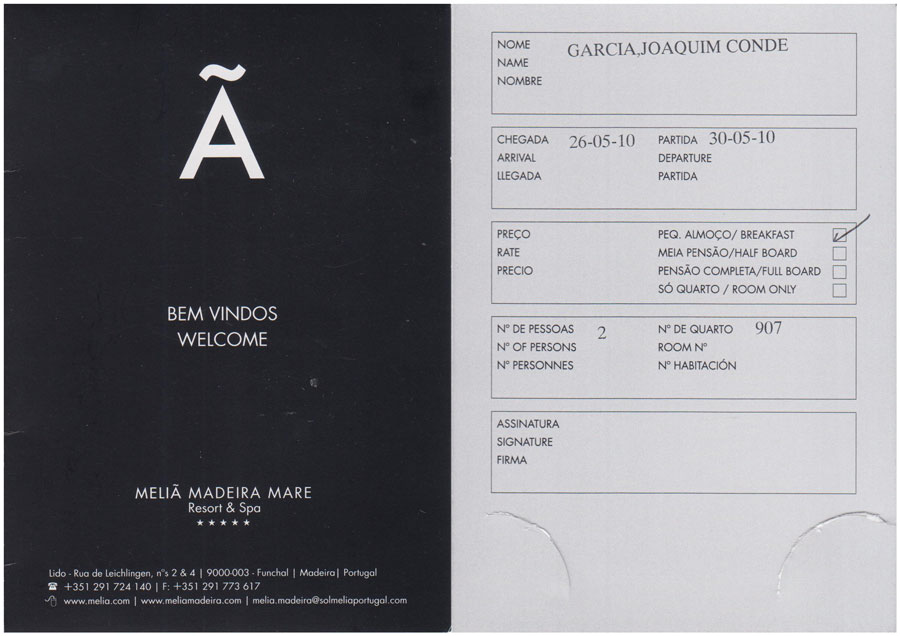 Ã
BEM VINDOS
WELCOME
MELIÃ MADEIRA MARE
Resort & Spa
★★★★★
Lido · Rua de Leichlingen, nºs 2 & 4 | 9000-003 · Funchal | Madeira | Portugal
☎ +351 291 724 140 | F: +351 291 773 617
www.melia.com | www.meliamadeira.com | melia.madeira@solmeliaportugal.com
NOME GARCIA,JOAQUIM CONDE
NAME
NOMBRE
CHEGADA 26-05-10 PARTIDA 30-05-10
ARRIVAL DEPARTURE
LLEGADA PARTIDA
PREÇO PEQ. ALMOÇO/ BREAKFAST
RATE MEIA PENSÃO/HALF BOARD
PRECIO PENSÃO COMPLETA/FULL BOARD
SÓ QUARTO / ROOM ONLY
Nº DE PESSOAS 2 Nº DE QUARTO 907
Nº OF PERSONS ROOM Nº
Nº PERSONNES Nº HABITACIÓN
ASSINATURA
SIGNATURE
FIRMA